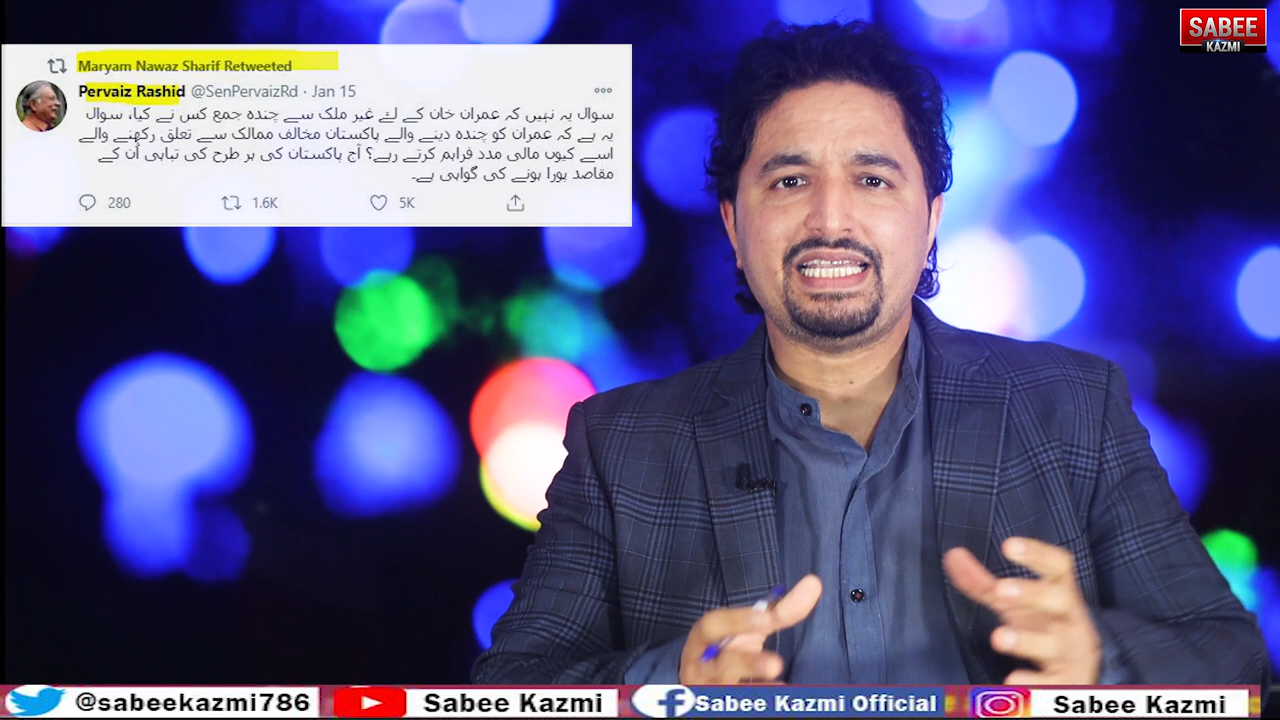 SABEE
KAZMI
Maryam Nawaz Sharif Retweeted
Pervaiz Rashid @SenPervaizRd · Jan 15
سوال یہ نہیں کہ عمران خان کے لئے غیر ملک سے چندہ جمع کس نے کیا، سوال
یہ ہے کہ عمران کو چندہ دینے والے پاکستان مخالف ممالک سے تعلق رکھنے والے
اسے کیوں مالی مدد فراہم کرتے رہے؟ آج پاکستان کی ہر طرح کی تباہی اُن کے
مقاصد پورا ہونے کی گواہی ہے۔
280 1.6K 5K
@sabeekazmi786 Sabee Kazmi Sabee Kazmi Official Sabee Kazmi